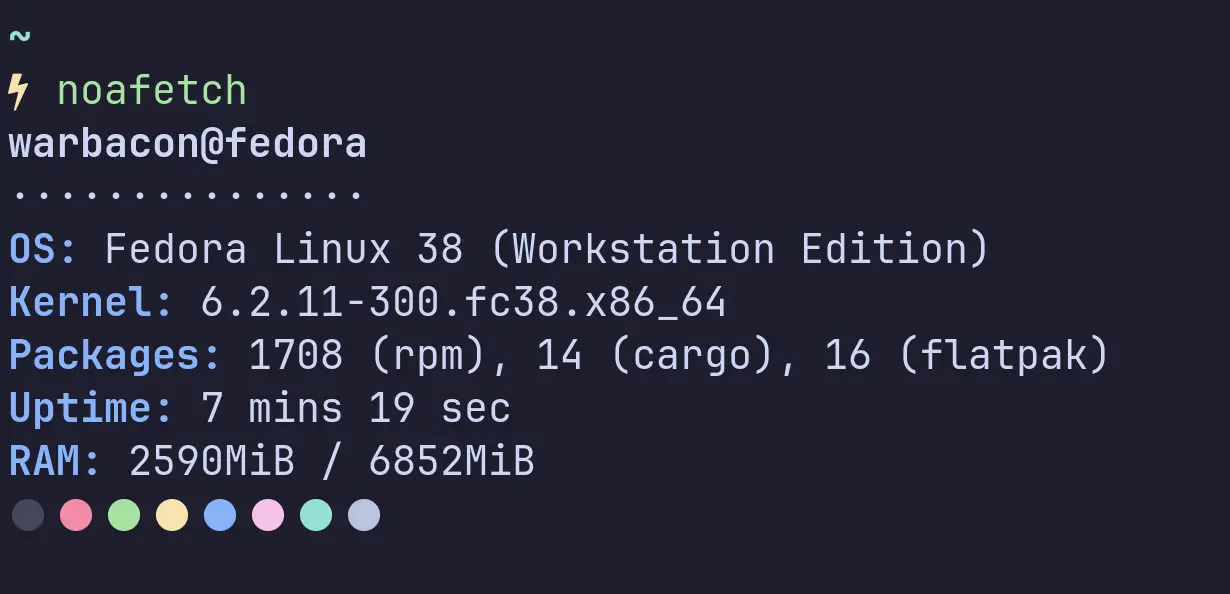 ~
⚡ noafetch
warbacon@fedora
···············
OS: Fedora Linux 38 (Workstation Edition)
Kernel: 6.2.11-300.fc38.x86_64
Packages: 1708 (rpm), 14 (cargo), 16 (flatpak)
Uptime: 7 mins 19 sec
RAM: 2590MiB / 6852MiB